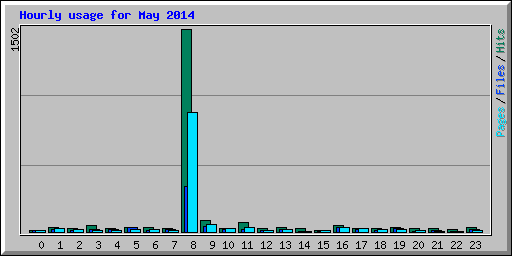 Hourly usage for May 2014
1502
Pages/Files/Hits
0 1 2 3 4 5 6 7 8 9 10 11 12 13 14 15 16 17 18 19 20 21 22 23